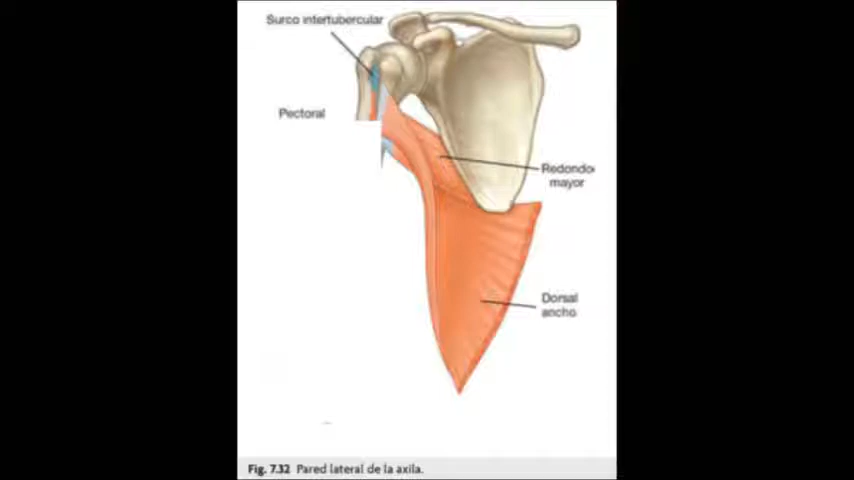 Surco intertubercular
Pectoral
Redondo
mayor
Dorsal
ancho
Fig. 7.32 Pared lateral de la axila.